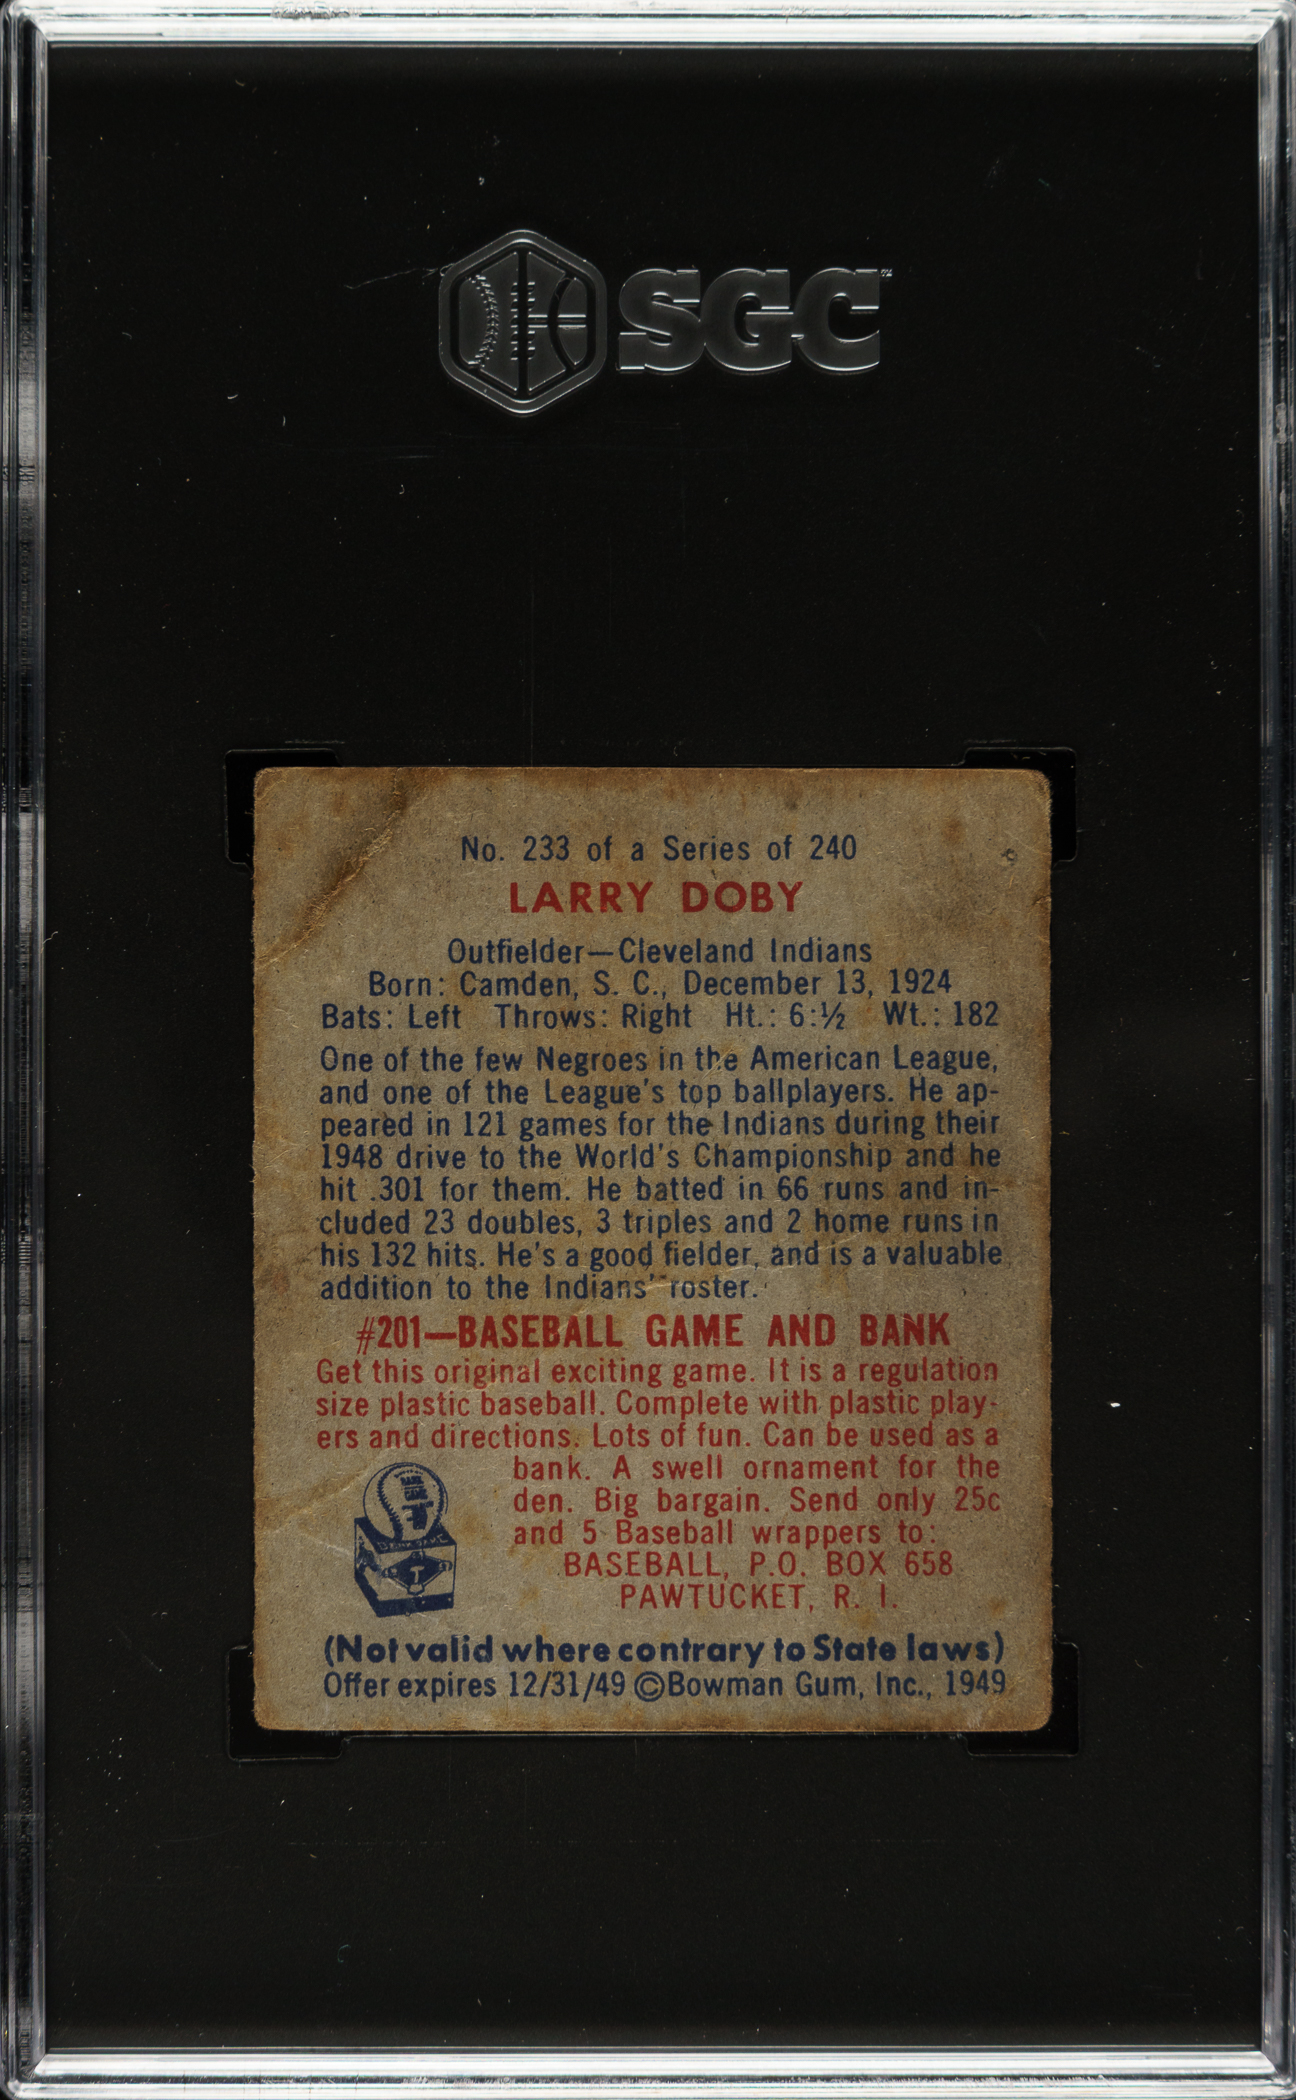 SGC
No. 233 of a Series of 240
LARRY DOBY
Outfielder—Cleveland Indians
Born: Camden, S. C., December 13, 1924
Bats: Left Throws: Right Ht.: 6:½ Wt.: 182
One of the few Negroes in the American League,
and one of the League's top ballplayers. He ap-
peared in 121 games for the Indians during their
1948 drive to the World's Championship and he
hit .301 for them. He batted in 66 runs and in-
cluded 23 doubles, 3 triples and 2 home runs in
his 132 hits. He's a good fielder, and is a valuable
addition to the Indians' roster.
#201—BASEBALL GAME AND BANK
Get this original exciting game. It is a regulation
size plastic baseball. Complete with plastic play-
ers and directions. Lots of fun. Can be used as a
bank. A swell ornament for the
den. Big bargain. Send only 25c
and 5 Baseball wrappers to:
BASEBALL, P.O. BOX 658
PAWTUCKET, R. I.
BANK
GAME
(Not valid where contrary to State laws)
Offer expires 12/31/49 ©Bowman Gum, Inc., 1949